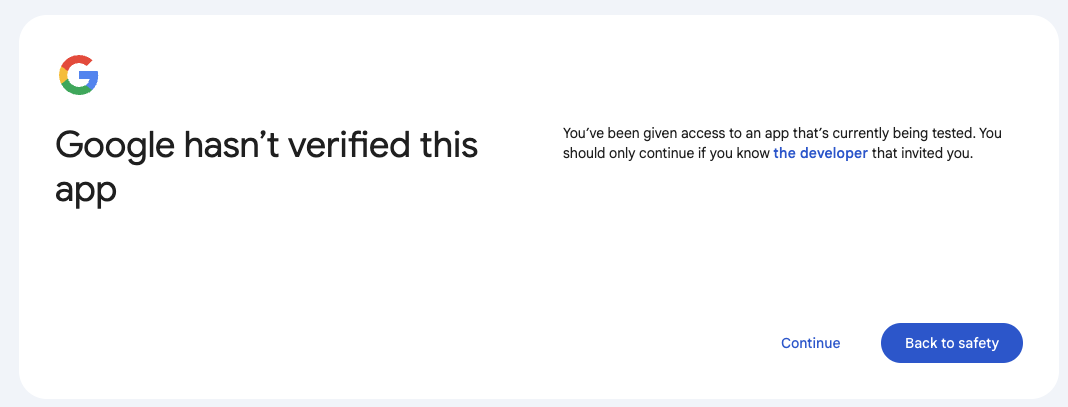 Google hasn’t verified this
app
You’ve been given access to an app that’s currently being tested. You
should only continue if you know the developer that invited you.
Continue
Back to safety